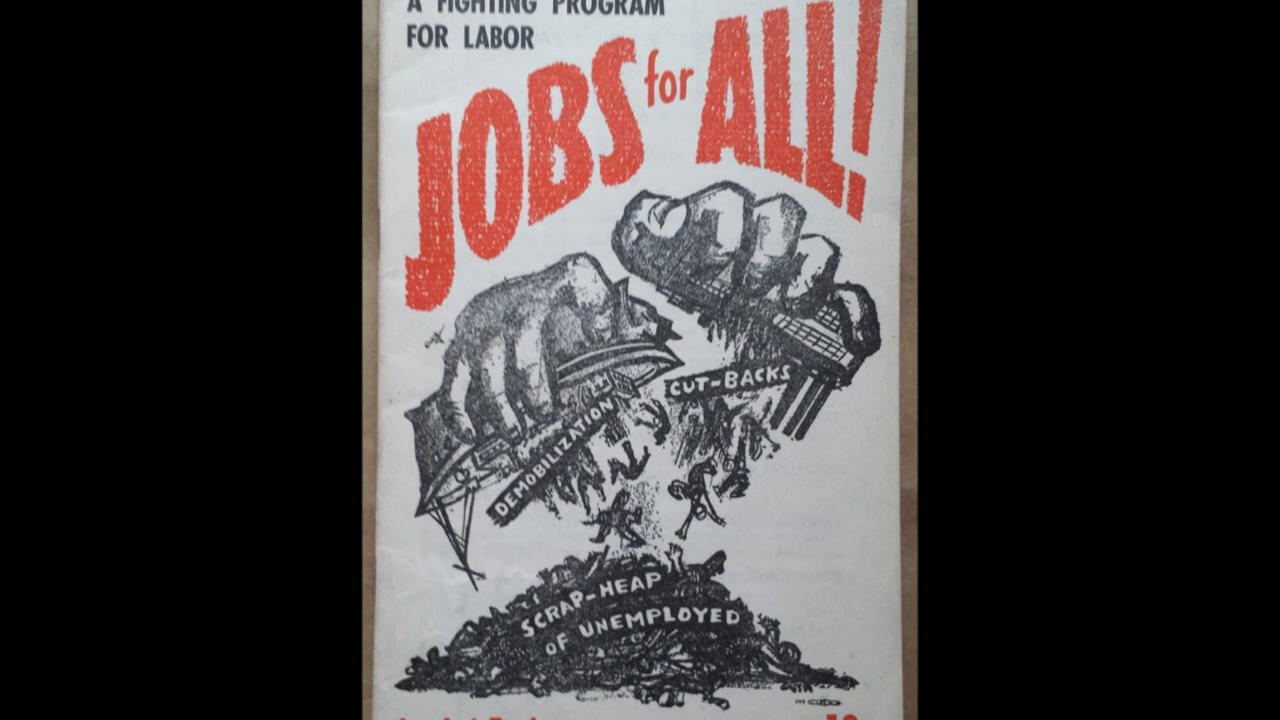 A FIGHTING PROGRAM
FOR LABOR
JOBS for ALL!
CUT-BACKS
DEMOBILIZATION
SCRAP-HEAP
OF UNEMPLOYED